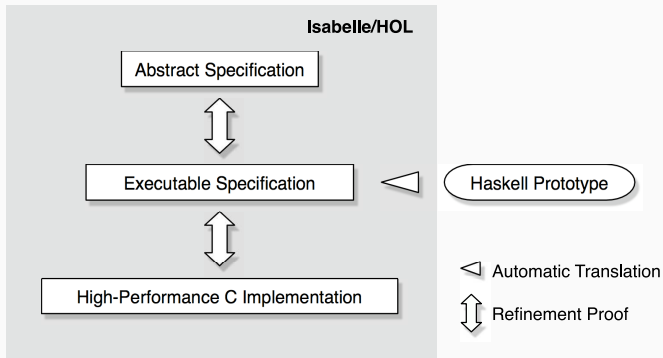 Isabelle/HOL
Abstract Specification
Executable Specification
Haskell Prototype
High-Performance C Implementation
Automatic Translation
Refinement Proof